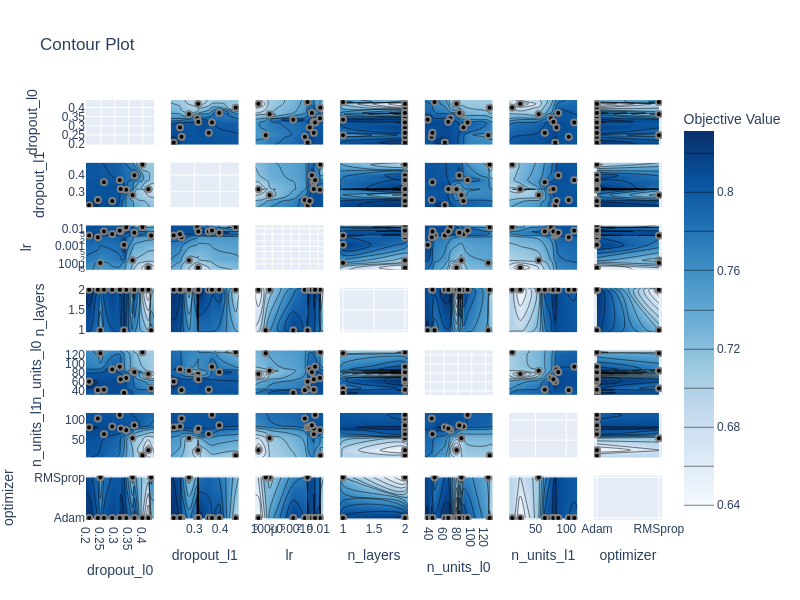 Contour Plot
Objective Value
dropout_l0
0.4
0.35
0.3
0.25
0.2
0.8
dropout_l1
0.4
0.3
lr
0.01
0.001
0.76
n_layers
2
1.5
1
0.72
n_units_l0
120
100
80
60
40
n_units_l1
100
50
0.68
optimizer
RMSprop
Adam
0.64
0.2
0.25
0.3
0.35
0.4
dropout_l0
0.3
0.4
dropout_l1
0.01
lr
1
1.5
2
n_layers
40
60
80
100
120
n_units_l0
50
100
n_units_l1
Adam
RMSprop
optimizer